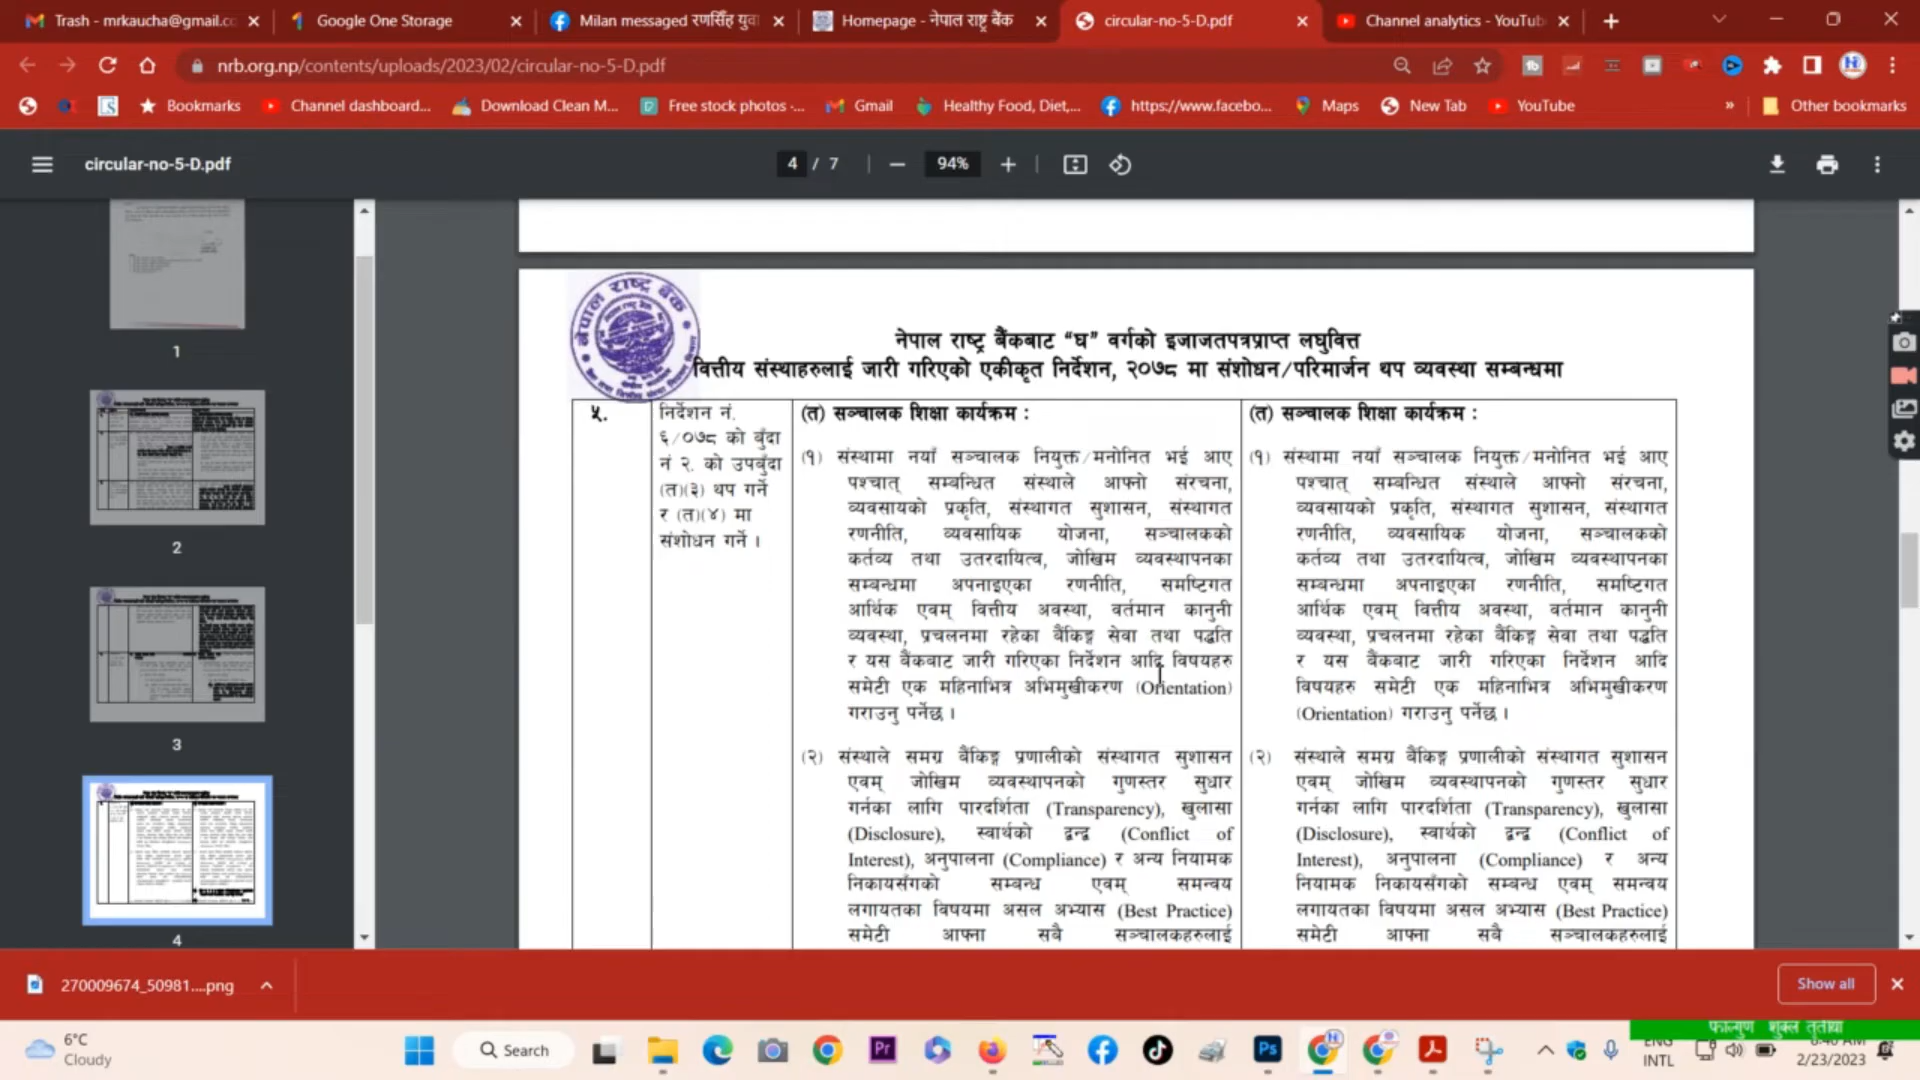 Trash - mrkaucha@gmail.co
Google One Storage
Milan messaged रणसिँह युवा
Homepage - नेपाल राष्ट्र बैंक
circular-no-5-D.pdf
Channel analytics - YouTub
nrb.org.np/contents/uploads/2023/02/circular-no-5-D.pdf
Bookmarks
Channel dashboard...
Download Clean M...
Free stock photos -...
Gmail
Healthy Food, Diet,...
https://www.facebo...
Maps
New Tab
YouTube
»
Other bookmarks
circular-no-5-D.pdf
4 / 7
94%
1
2
3
4
नेपाल राष्ट्र बैंक
नेपाल राष्ट्र बैंकबाट “घ” वर्गको इजाजतपत्रप्राप्त लघुवित्त
वित्तीय संस्थाहरुलाई जारी गरिएको एकीकृत निर्देशन, २०७८ मा संशोधन/परिमार्जन थप व्यवस्था सम्बन्धमा
५.
निर्देशन नं.
६/०७८ को बुँदा
नं २. को उपबुँदा
(त)(३) थप गर्ने
र (त)(४) मा
संशोधन गर्ने ।
(त) सञ्चालक शिक्षा कार्यक्रम :
(१) संस्थामा नयाँ सञ्चालक नियुक्त/मनोनित भई आए
पश्चात् सम्बन्धित संस्थाले आफ्नो संरचना,
व्यवसायको प्रकृति, संस्थागत सुशासन, संस्थागत
रणनीति, व्यवसायिक योजना, सञ्चालकको
कर्तव्य तथा उतरदायित्व, जोखिम व्यवस्थापनका
सम्बन्धमा अपनाइएका रणनीति, समष्टिगत
आर्थिक एवम् वित्तीय अवस्था, वर्तमान कानुनी
व्यवस्था, प्रचलनमा रहेका बैंकिङ्ग सेवा तथा पद्धति
र यस बैंकबाट जारी गरिएका निर्देशन आदि विषयहरु
समेटी एक महिनाभित्र अभिमुखीकरण (Orientation)
गराउनु पर्नेछ ।
(२) संस्थाले समग्र बैंकिङ्ग प्रणालीको संस्थागत सुशासन
एवम् जोखिम व्यवस्थापनको गुणस्तर सुधार
गर्नका लागि पारदर्शिता (Transparency), खुलासा
(Disclosure), स्वार्थको द्वन्द्व (Conflict of
Interest), अनुपालना (Compliance) र अन्य नियामक
निकायसँगको सम्बन्ध एवम् समन्वय
लगायतका विषयमा असल अभ्यास (Best Practice)
समेटी आफ्ना सबै सञ्चालकहरुलाई
(त) सञ्चालक शिक्षा कार्यक्रम :
(१) संस्थामा नयाँ सञ्चालक नियुक्त/मनोनित भई आए
पश्चात् सम्बन्धित संस्थाले आफ्नो संरचना,
व्यवसायको प्रकृति, संस्थागत सुशासन, संस्थागत
रणनीति, व्यवसायिक योजना, सञ्चालकको
कर्तव्य तथा उतरदायित्व, जोखिम व्यवस्थापनका
सम्बन्धमा अपनाइएका रणनीति, समष्टिगत
आर्थिक एवम् वित्तीय अवस्था, वर्तमान कानुनी
व्यवस्था, प्रचलनमा रहेका बैंकिङ्ग सेवा तथा पद्धति
र यस बैंकबाट जारी गरिएका निर्देशन आदि
विषयहरु समेटी एक महिनाभित्र अभिमुखीकरण
(Orientation) गराउनु पर्नेछ ।
(२) संस्थाले समग्र बैंकिङ्ग प्रणालीको संस्थागत सुशासन
एवम् जोखिम व्यवस्थापनको गुणस्तर सुधार
गर्नका लागि पारदर्शिता (Transparency), खुलासा
(Disclosure), स्वार्थको द्वन्द्व (Conflict of
Interest), अनुपालना (Compliance) र अन्य
नियामक निकायसँगको सम्बन्ध एवम् समन्वय
लगायतका विषयमा असल अभ्यास (Best Practice)
समेटी आफ्ना सबै सञ्चालकहरुलाई
270009674_50981....png
Show all
6°C
Cloudy
Search
फाल्गुण शुक्ल तृतीया
ENG
INTL
2/23/2023